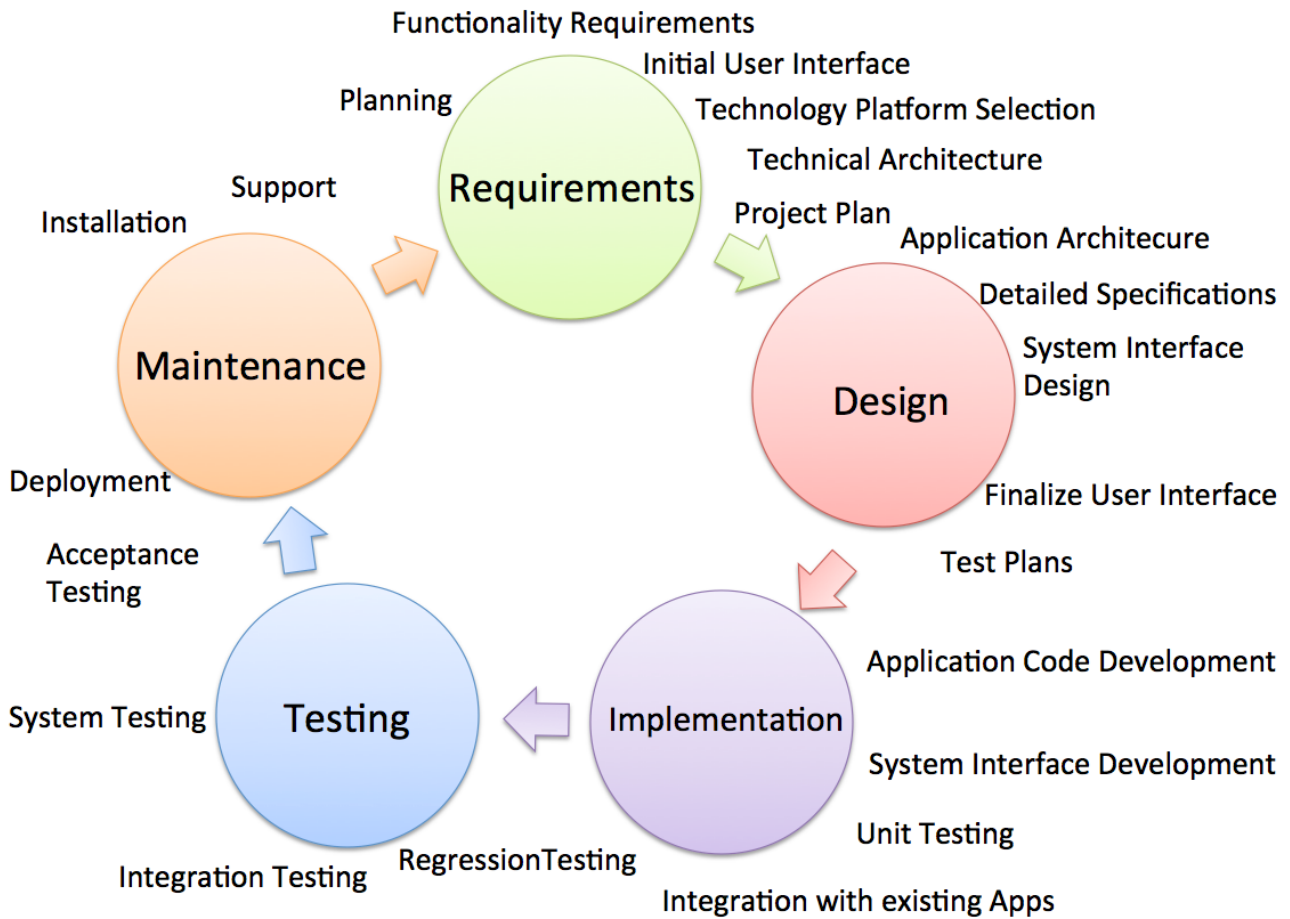 Functionality Requirements
Initial User Interface
Planning
Technology Platform Selection
Technical Architecture
Requirements
Support
Project Plan
Installation
Application Architecure
Detailed Specifications
System Interface
Design
Maintenance
Design
Deployment
Finalize User Interface
Acceptance
Testing
Test Plans
Application Code Development
System Testing
Testing
Implementation
System Interface Development
Unit Testing
RegressionTesting
Integration Testing
Integration with existing Apps